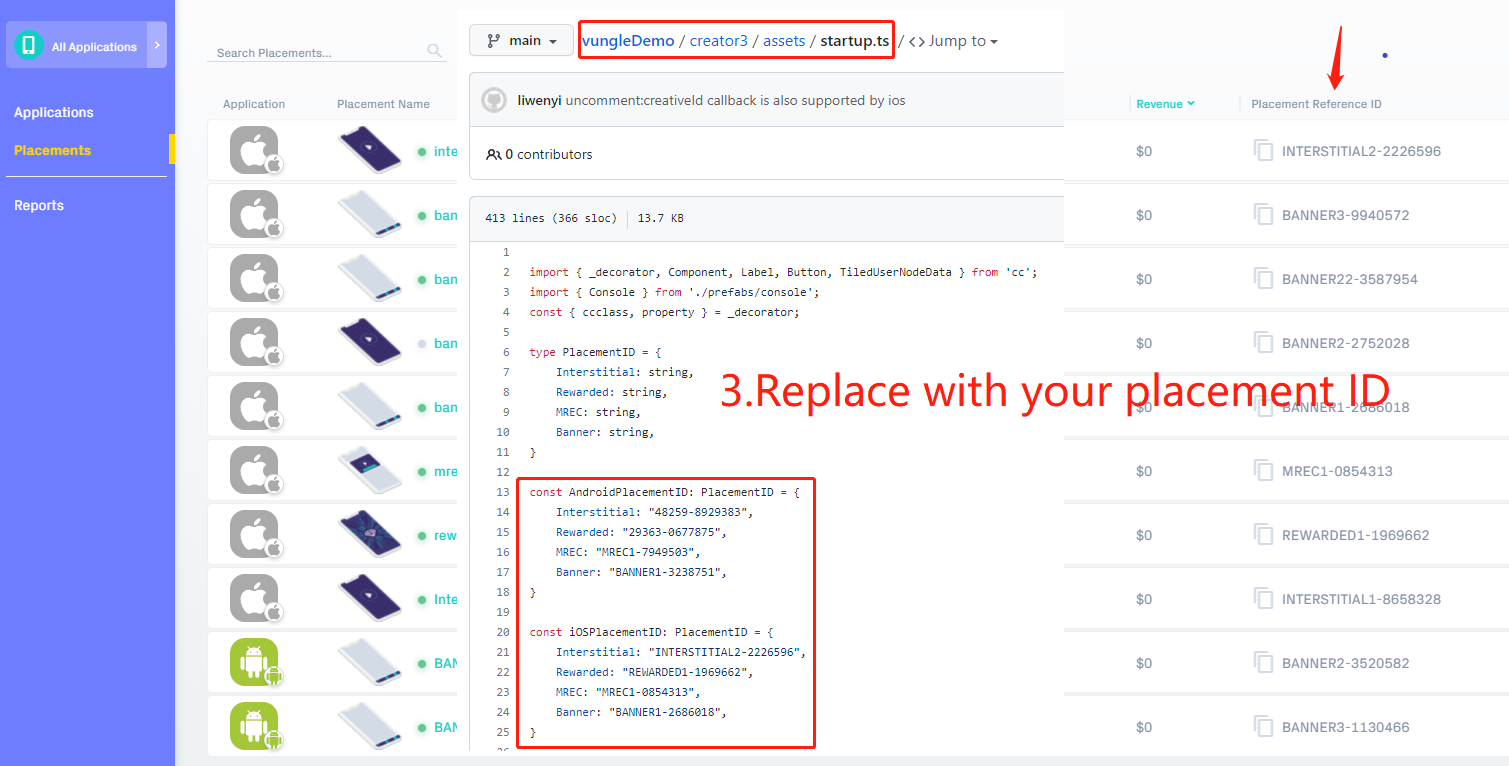 All Applications
Applications
Placements
Reports
Search Placements...
Application
Placement Name
inte
ban
ban
ban
ban
mre
rew
Inte
BAN
BAN
main
vungleDemo / creator3 / assets / startup.ts / <> Jump to
liwenyi uncomment:creativeId callback is also supported by ios
0 contributors
413 lines (366 sloc) 13.7 KB
1
2 import { _decorator, Component, Label, Button, TiledUserNodeData } from 'cc';
3 import { Console } from './prefabs/console';
4 const { ccclass, property } = _decorator;
5
6 type PlacementID = {
7 Interstitial: string,
8 Rewarded: string,
9 MREC: string,
10 Banner: string,
11 }
12
13 const AndroidPlacementID: PlacementID = {
14 Interstitial: "48259-8929383",
15 Rewarded: "29363-0677875",
16 MREC: "MREC1-7949503",
17 Banner: "BANNER1-3238751",
18 }
19
20 const iOSPlacementID: PlacementID = {
21 Interstitial: "INTERSTITIAL2-2226596",
22 Rewarded: "REWARDED1-1969662",
23 MREC: "MREC1-0854313",
24 Banner: "BANNER1-2686018",
25 }
3.Replace with your placement ID
Revenue Placement Reference ID
$0 INTERSTITIAL2-2226596
$0 BANNER3-9940572
$0 BANNER22-3587954
$0 BANNER2-2752028
$0 BANNER1-2686018
$0 MREC1-0854313
$0 REWARDED1-1969662
$0 INTERSTITIAL1-8658328
$0 BANNER2-3520582
$0 BANNER3-1130466